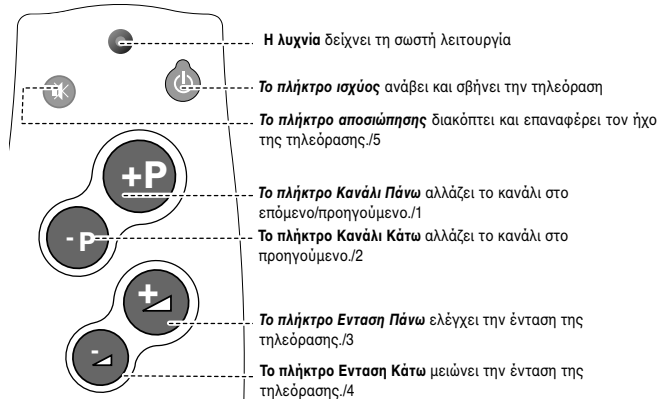 Η λυχνία δείχνει τη σωστή λειτουργία
Το πλήκτρο ισχύος ανάβει και σβήνει την τηλεόραση
Το πλήκτρο αποσιώπησης διακόπτει και επαναφέρει τον ήχο
της τηλεόρασης./5
+P
Το πλήκτρο Κανάλι Πάνω αλλάζει το κανάλι στο
επόμενο/προηγούμενο./1
- P
Το πλήκτρο Κανάλι Κάτω αλλάζει το κανάλι στο
προηγούμενο./2
+
Το πλήκτρο Ενταση Πάνω ελέγχει την ένταση της
τηλεόρασης./3
-
Το πλήκτρο Ενταση Κάτω μειώνει την ένταση της
τηλεόρασης./4